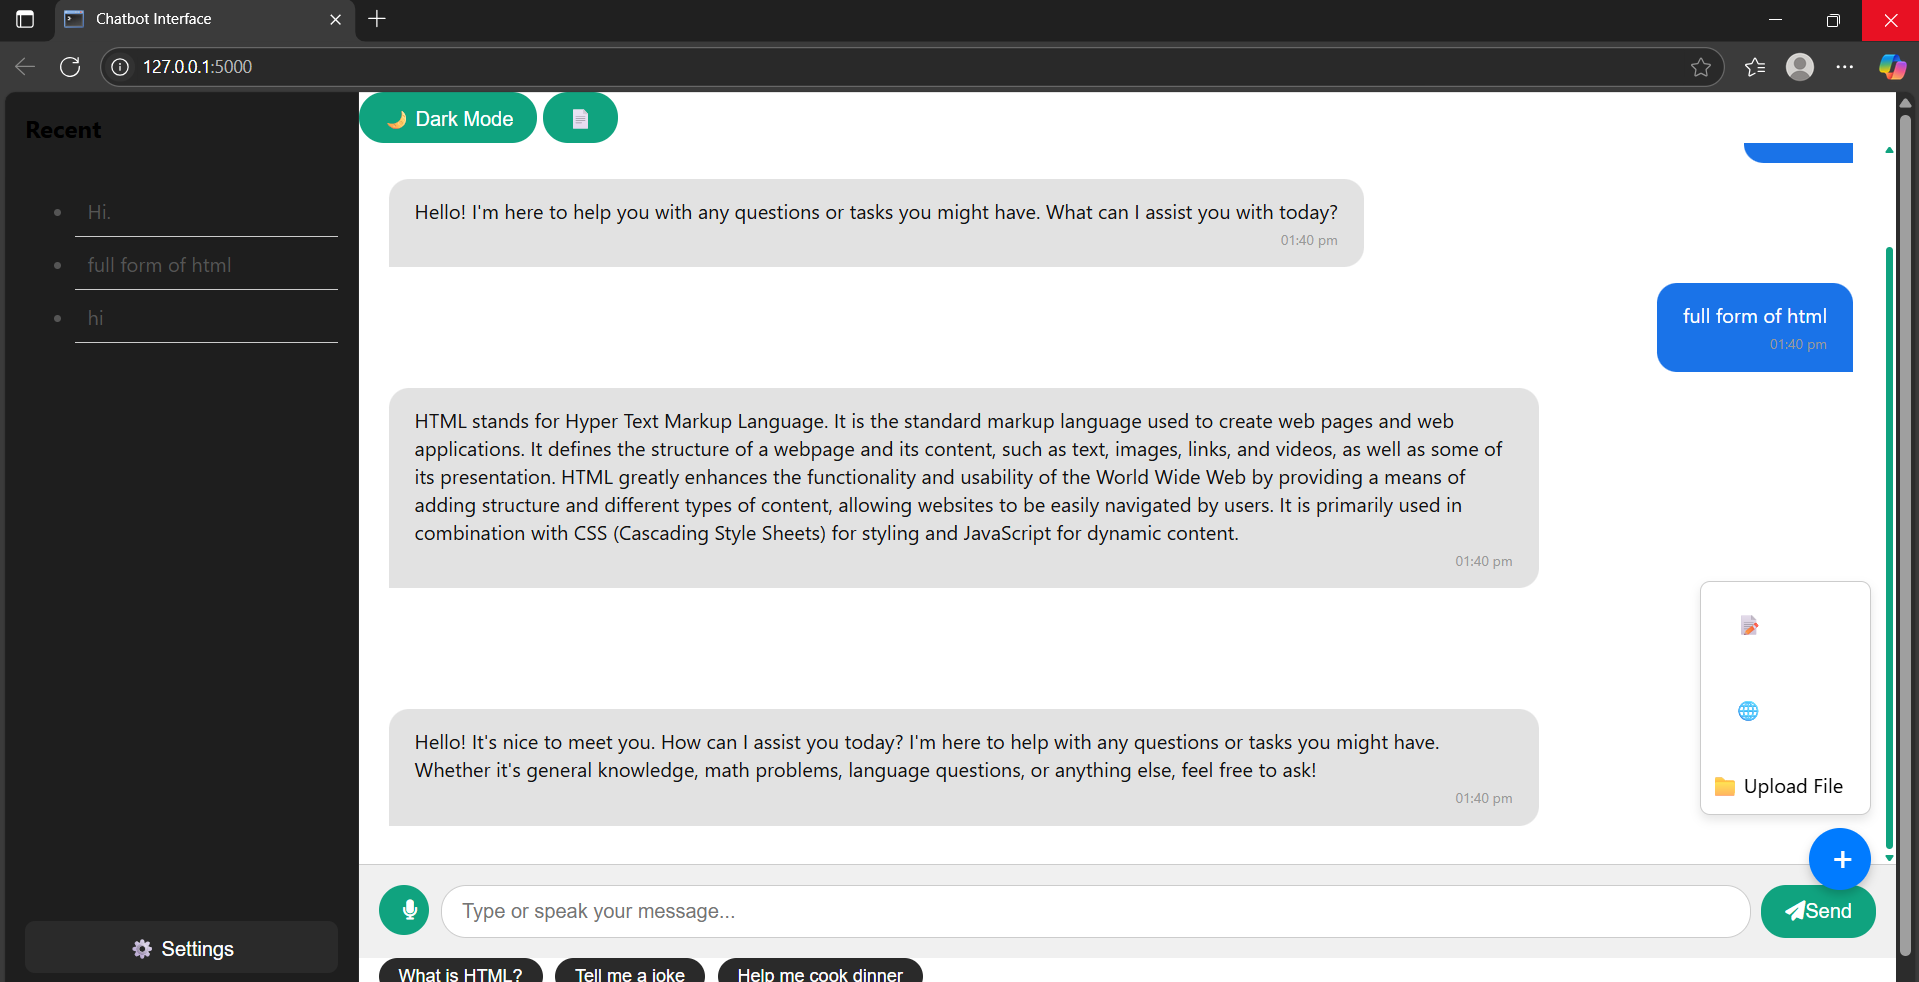 Chatbot Interface
127.0.0.1:5000
Recent
Hi.
full form of html
hi
Settings
Dark Mode
Hello! I'm here to help you with any questions or tasks you might have. What can I assist you with today?
01:40 pm
full form of html
01:40 pm
HTML stands for Hyper Text Markup Language. It is the standard markup language used to create web pages and web
applications. It defines the structure of a webpage and its content, such as text, images, links, and videos, as well as some of
its presentation. HTML greatly enhances the functionality and usability of the World Wide Web by providing a means of
adding structure and different types of content, allowing websites to be easily navigated by users. It is primarily used in
combination with CSS (Cascading Style Sheets) for styling and JavaScript for dynamic content.
01:40 pm
Hello! It's nice to meet you. How can I assist you today? I'm here to help with any questions or tasks you might have.
Whether it's general knowledge, math problems, language questions, or anything else, feel free to ask!
01:40 pm
Upload File
+
Type or speak your message...
Send
What is HTML?
Tell me a joke
Help me cook dinner